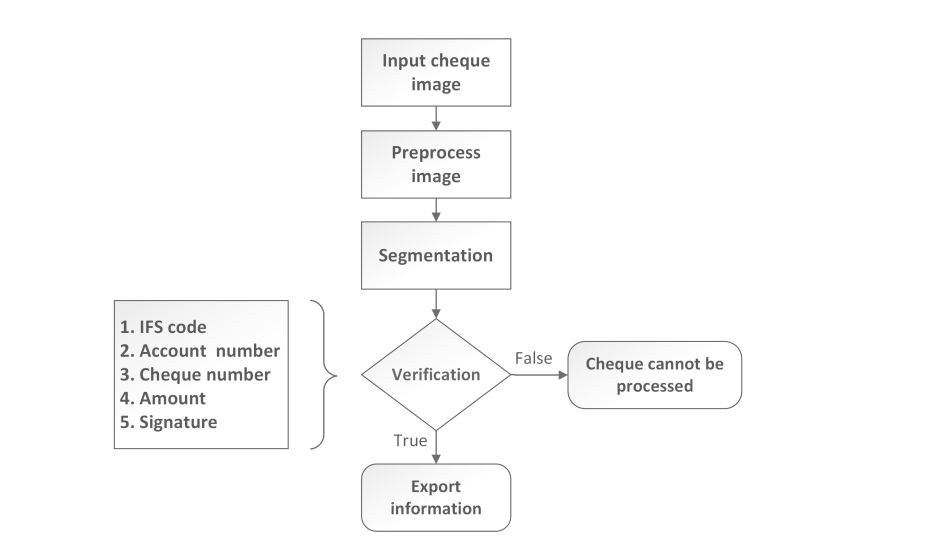 Input cheque
image
Preprocess
image
Segmentation
1. IFS code
2. Account number
3. Cheque number
4. Amount
5. Signature
Verification
False
Cheque cannot be
processed
True
Export
information